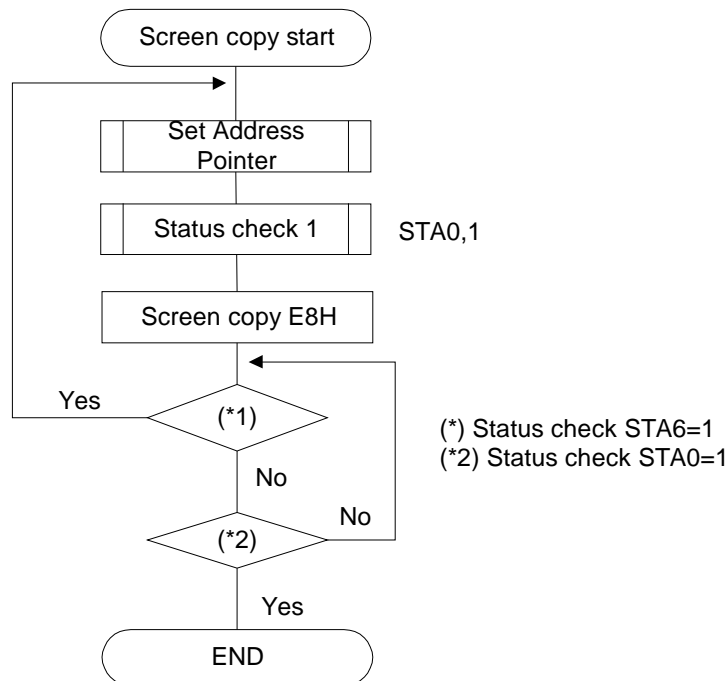 Screen copy start
Set Address
Pointer
Status check 1
STA0,1
Screen copy E8H
Yes
(*1)
(*) Status check STA6=1
(*2) Status check STA0=1
No
No
(*2)
Yes
END